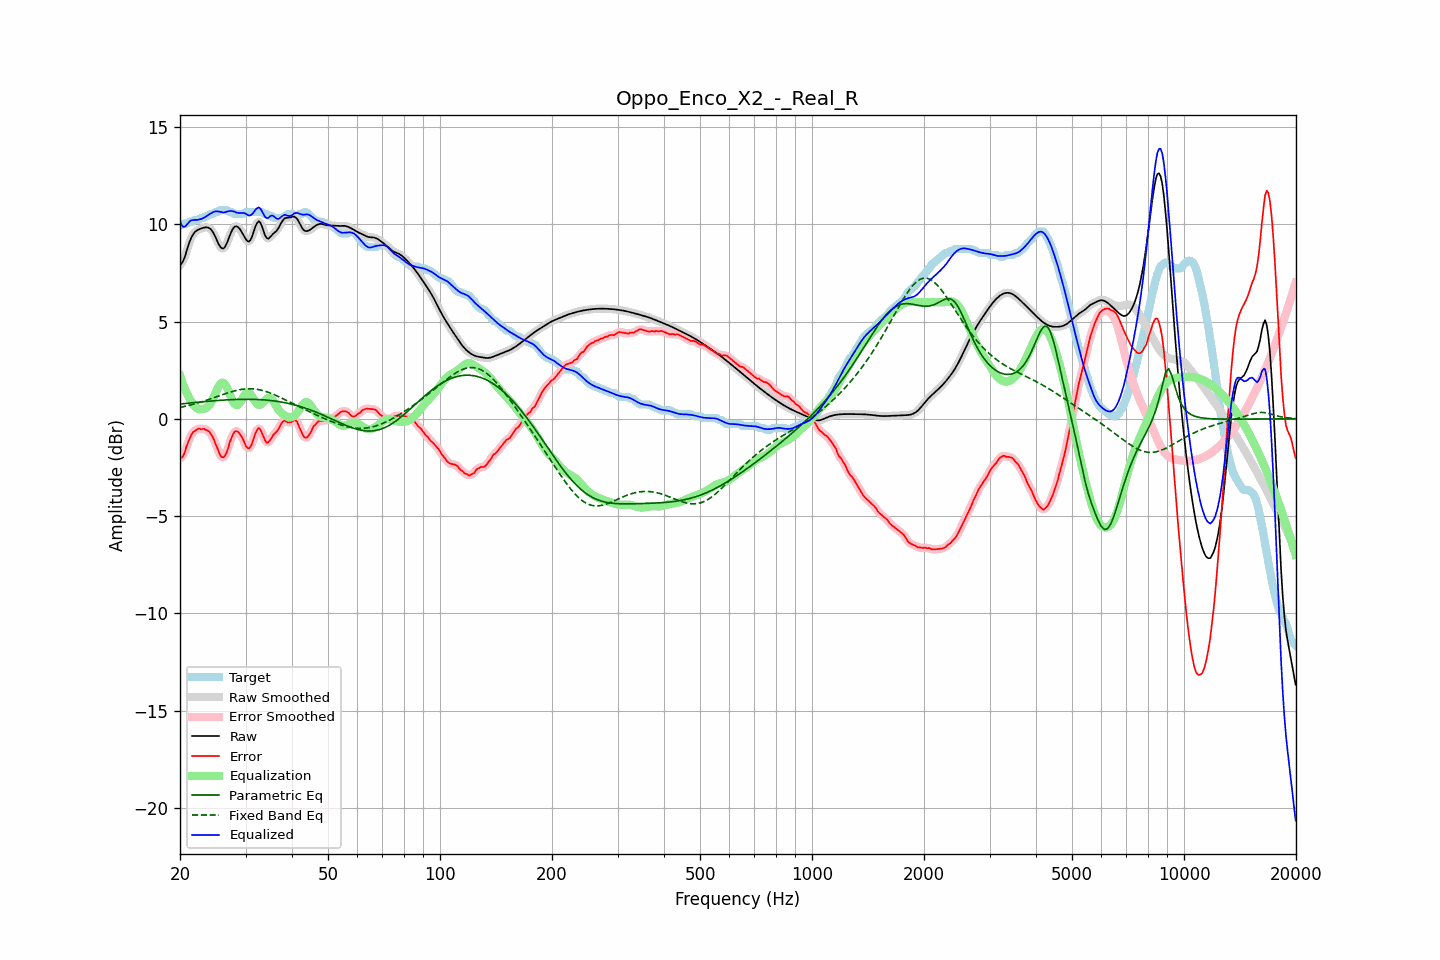 Oppo_Enco_X2_-_Real_R
Amplitude (dBr)
15
10
5
0
−5
−10
−15
−20
Target
Raw Smoothed
Error Smoothed
Raw
Error
Equalization
Parametric Eq
Fixed Band Eq
Equalized
20 50 100 200 500 1000 2000 5000 10000 20000
Frequency (Hz)